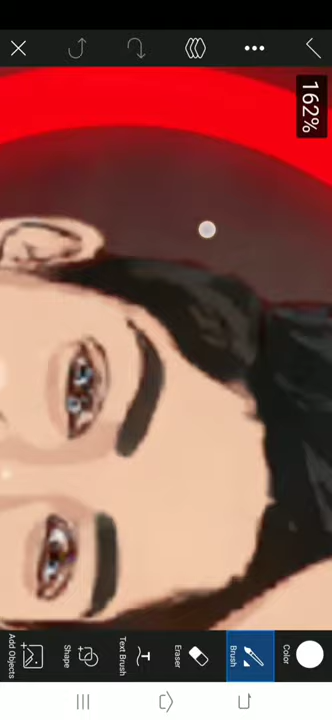 162%
Color
Brush
Eraser
Text Brush
Shape
Add Objects